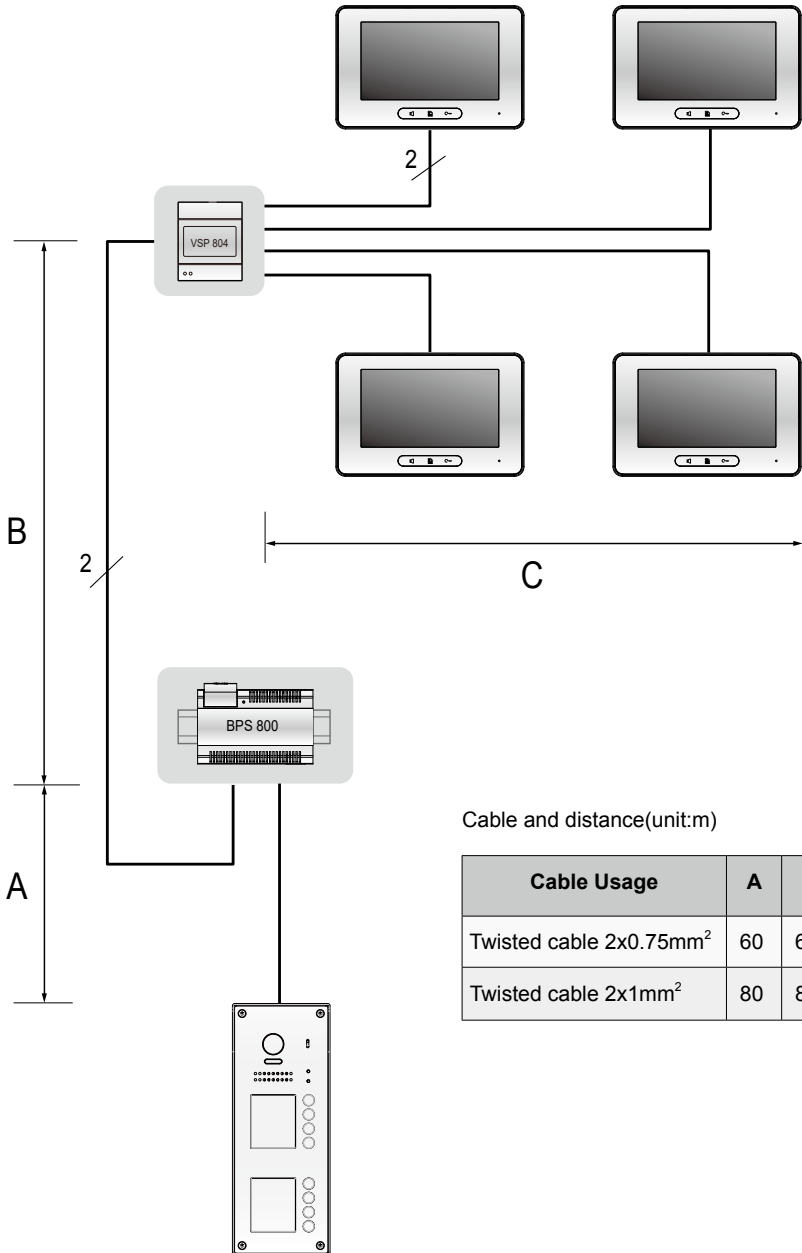 2
VSP 804
B
2
C
BPS 800
A
Cable and distance(unit:m)
Cable Usage A
Twisted cable 2x0.75mm² 60
Twisted cable 2x1mm² 80